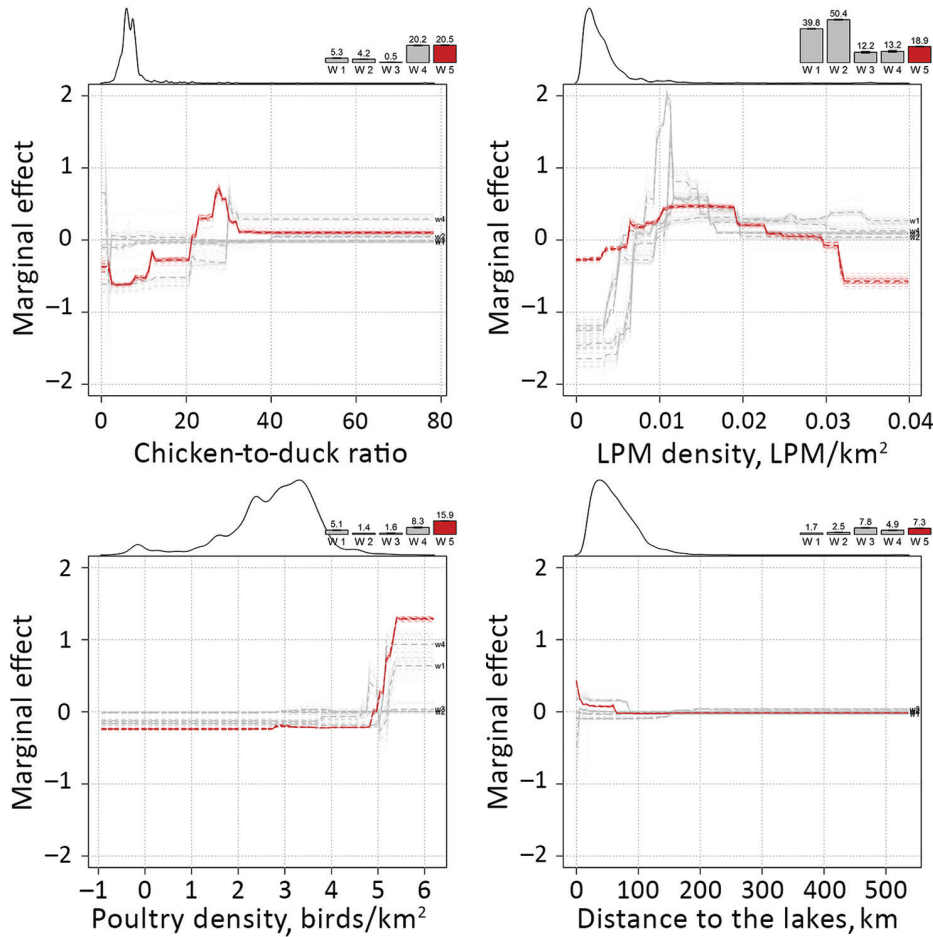 5.3 4.2 0.5 20.2 20.5
W 1 W 2 W 3 W 4 W 5
2
1
0
–1
–2
Marginal effect
w4
w2
0 20 40 60 80
Chicken-to-duck ratio
39.8 50.4 12.2 13.2 18.9
W 1 W 2 W 3 W 4 W 5
2
1
0
–1
–2
Marginal effect
w1
w4
w2
0 0.01 0.02 0.03 0.04
LPM density, LPM/km²
5.1 1.4 1.6 8.3 15.9
W 1 W 2 W 3 W 4 W 5
2
1
0
–1
–2
Marginal effect
w4
w1
w2
–1 0 1 2 3 4 5 6
Poultry density, birds/km²
1.7 2.5 7.8 4.9 7.3
W 1 W 2 W 3 W 4 W 5
2
1
0
–1
–2
Marginal effect
w1
0 100 200 300 400 500
Distance to the lakes, km